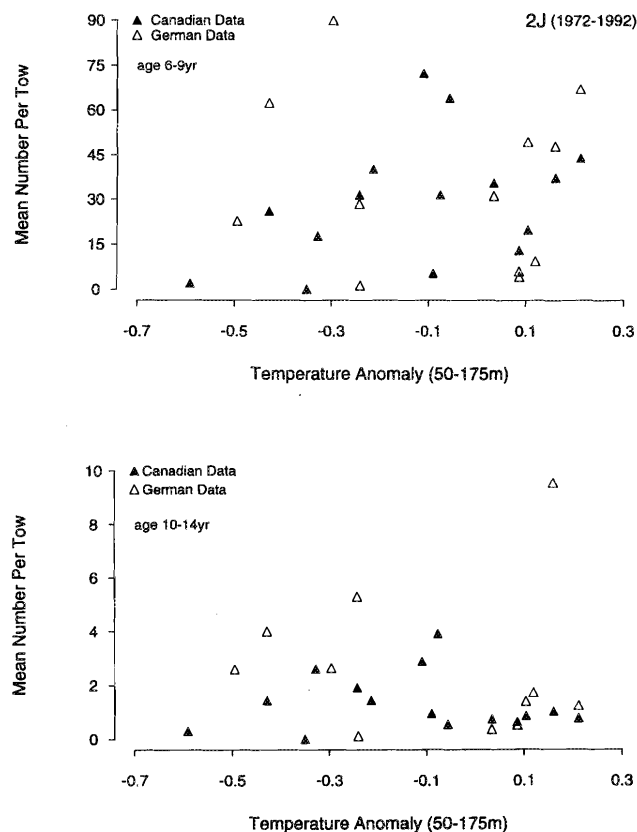 2J (1972-1992)
▲ Canadian Data
△ German Data
age 6-9yr
Mean Number Per Tow
90
75
60
45
30
15
0
-0.7 -0.5 -0.3 -0.1 0.1 0.3
Temperature Anomaly (50-175m)
▲ Canadian Data
△ German Data
age 10-14yr
Mean Number Per Tow
10
8
6
4
2
0
-0.7 -0.5 -0.3 -0.1 0.1 0.3
Temperature Anomaly (50-175m)